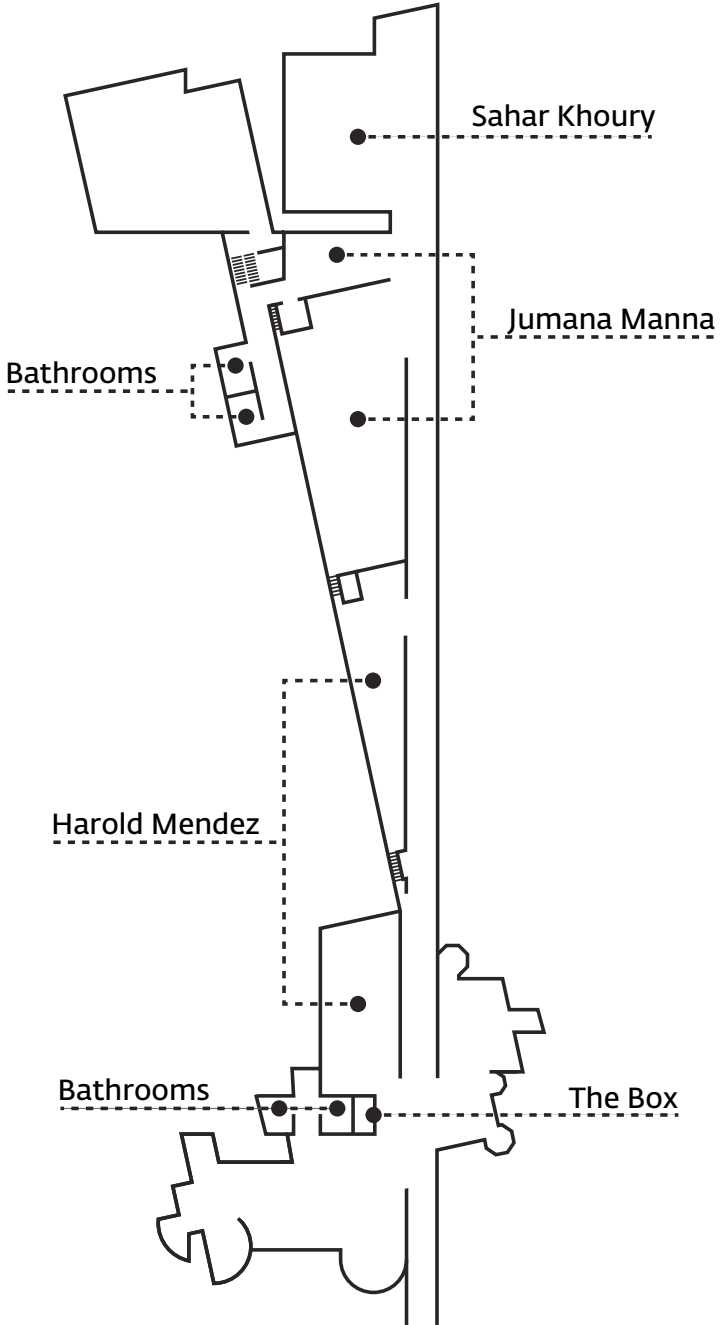 Sahar Khoury
Jumana Manna
Bathrooms
Harold Mendez
Bathrooms
The Box